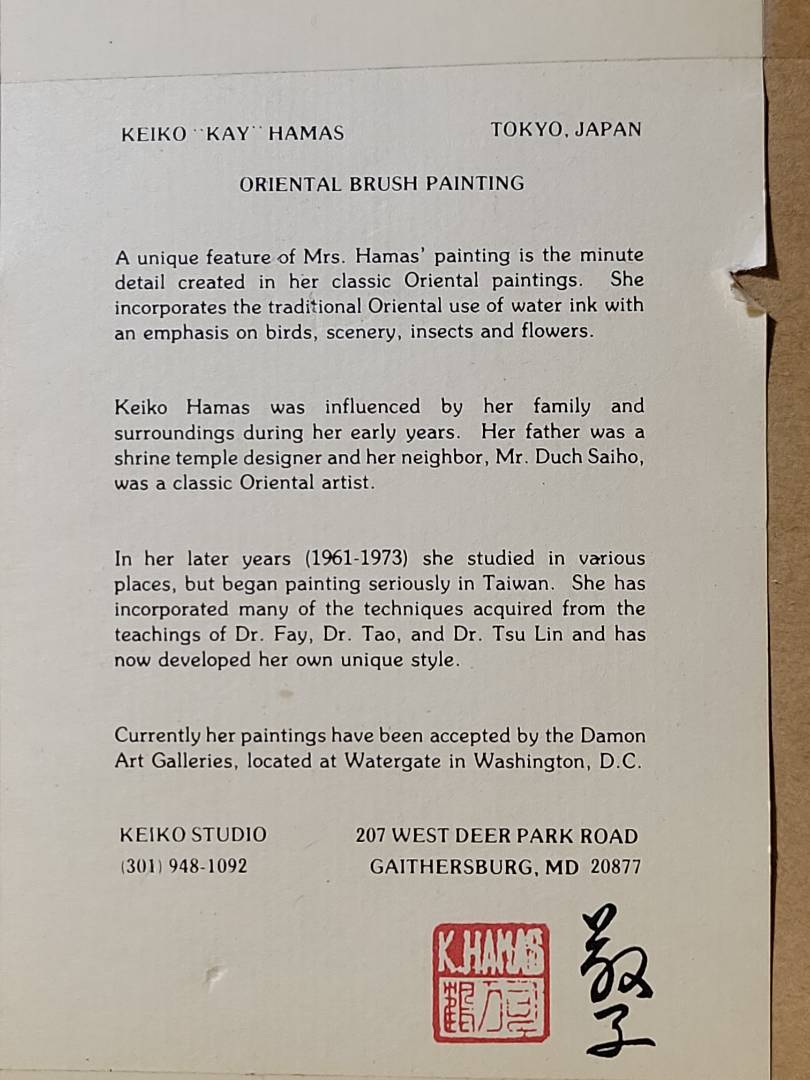 KEIKO "KAY" HAMAS TOKYO, JAPAN
ORIENTAL BRUSH PAINTING
A unique feature of Mrs. Hamas' painting is the minute
detail created in her classic Oriental paintings. She
incorporates the traditional Oriental use of water ink with
an emphasis on birds, scenery, insects and flowers.
Keiko Hamas was influenced by her family and
surroundings during her early years. Her father was a
shrine temple designer and her neighbor, Mr. Duch Saiho,
was a classic Oriental artist.
In her later years (1961-1973) she studied in various
places, but began painting seriously in Taiwan. She has
incorporated many of the techniques acquired from the
teachings of Dr. Fay, Dr. Tao, and Dr. Tsu Lin and has
now developed her own unique style.
Currently her paintings have been accepted by the Damon
Art Galleries, located at Watergate in Washington, D.C.
KEIKO STUDIO 207 WEST DEER PARK ROAD
(301) 948-1092 GAITHERSBURG, MD 20877
K.HAMAS
敬子